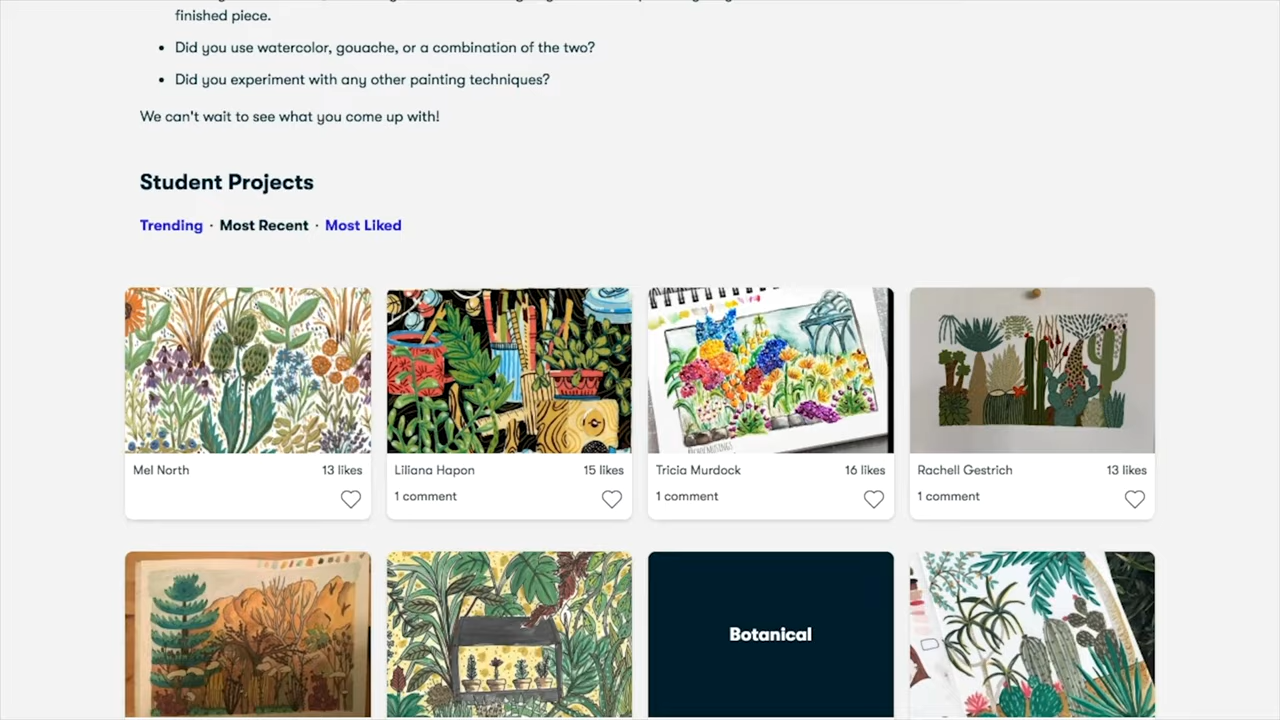 finished piece.
• Did you use watercolor, gouache, or a combination of the two?
• Did you experiment with any other painting techniques?
We can't wait to see what you come up with!
Student Projects
Trending · Most Recent · Most Liked
Mel North 13 likes
Liliana Hapon 15 likes
1 comment
Tricia Murdock 16 likes
1 comment
Rachell Gestrich 13 likes
1 comment
Botanical